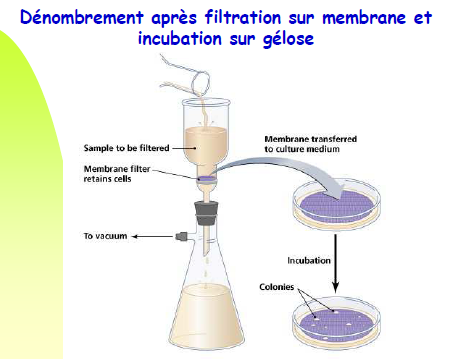 Dénombrement après filtration sur membrane et
incubation sur gélose
Sample to be filtered
Membrane filter
retains cells
To vacuum
Membrane transferred
to culture medium
Incubation
Colonies